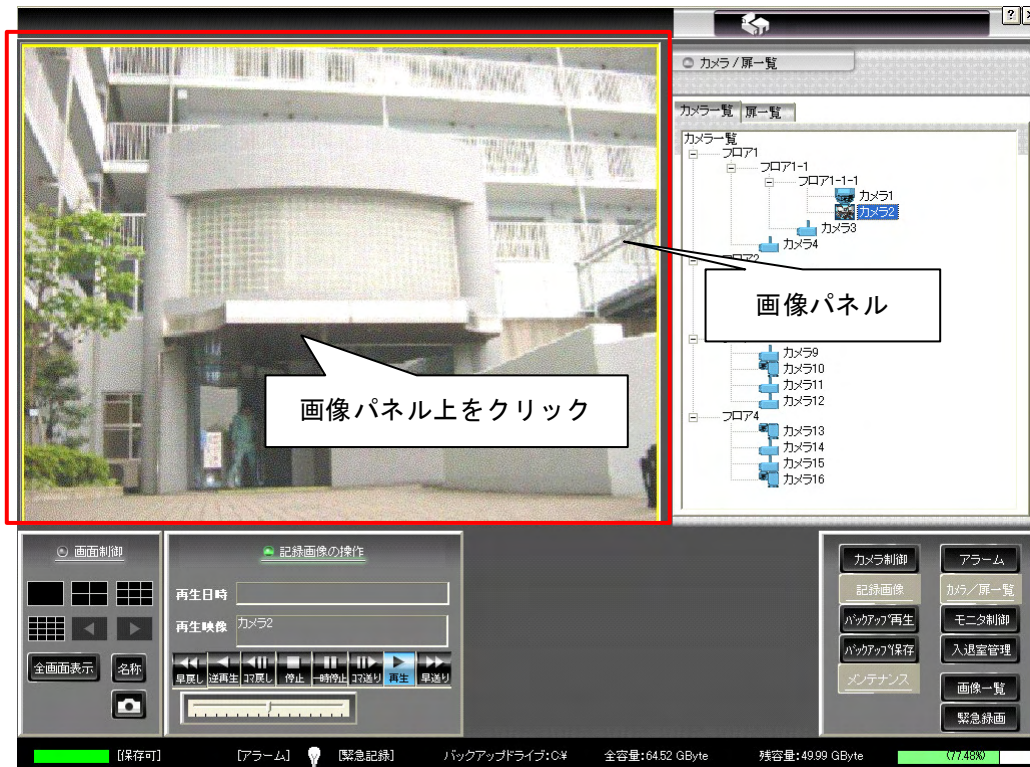 カメラ/扉一覧
カメラ一覧 扉一覧
カメラ一覧
フロア1
フロア1-1
フロア1-1-1
カメラ1
カメラ2
カメラ3
カメラ4
フロア2
画像パネル
カメラ9
カメラ10
カメラ11
カメラ12
フロア4
カメラ13
カメラ14
カメラ15
カメラ16
画像パネル上をクリック
画面制御
全画面表示 名称
記録画像の操作
再生日時
再生映像 カメラ2
早戻し 逆再生 コマ戻し 停止 一時停止 コマ送り 再生 早送り
カメラ制御 アラーム
記録画像 カメラ/扉一覧
バックアップ再生 モニタ制御
バックアップ保存 入退室管理
メンテナンス 画像一覧
緊急録画
[保存可] [アラーム] [緊急記録] バックアップドライブ:C:¥ 全容量:64.52 GByte 残容量:49.99 GByte (77.48%)